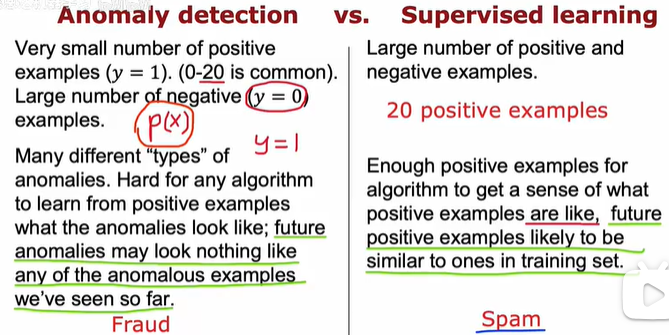 Anomaly detection vs. Supervised learning
Very small number of positive
examples (y = 1). (0-20 is common).
Large number of negative (y = 0)
examples.
p(x)
y=1
Many different “types” of
anomalies. Hard for any algorithm
to learn from positive examples
what the anomalies look like; future
anomalies may look nothing like
any of the anomalous examples
we've seen so far.
Fraud
Large number of positive and
negative examples.
20 positive examples
Enough positive examples for
algorithm to get a sense of what
positive examples are like, future
positive examples likely to be
similar to ones in training set.
Spam